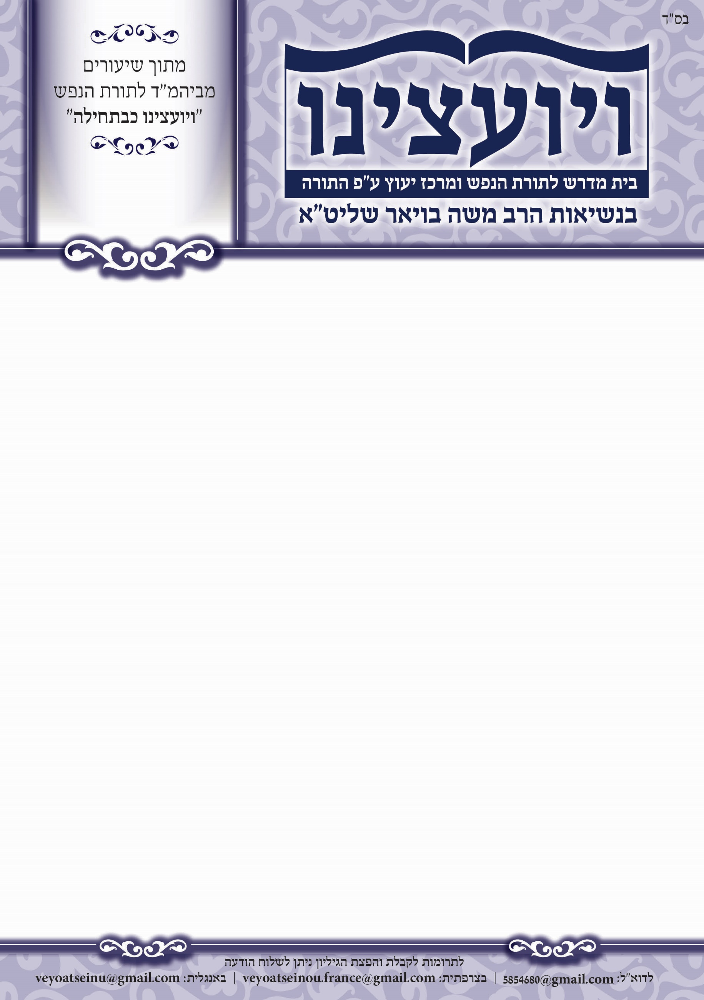 בס"ד
ויועצינו
בית מדרש לתורת הנפש ומרכז יעוץ ע"פ התורה
בנשיאות הרב משה בויאר שליט"א
מתוך שיעורים
מביהמ"ד לתורת הנפש
"ויועצינו כבתחילה"
לתרומות לקבלת והפצת הגיליון ניתן לשלוח הודעה
לדוא"ל: 5854680@gmail.com | בצרפתית: veyoatseinou.france@gmail.com | באנגלית: veyoatseinu@gmail.com